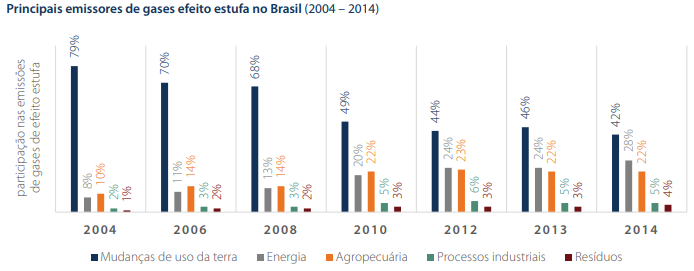 Principais emissores de gases efeito estufa no Brasil (2004 – 2014)
participação nas emissões
de gases de efeito estufa
79% 8% 10% 2% 1%
70% 11% 14% 3% 2%
68% 13% 14% 3% 2%
49% 20% 22% 5% 3%
44% 24% 23% 6% 3%
46% 24% 22% 5% 3%
42% 28% 22% 5% 4%
2004 2006 2008 2010 2012 2013 2014
Mudanças de uso da terra Energia Agropecuária Processos industriais Resíduos